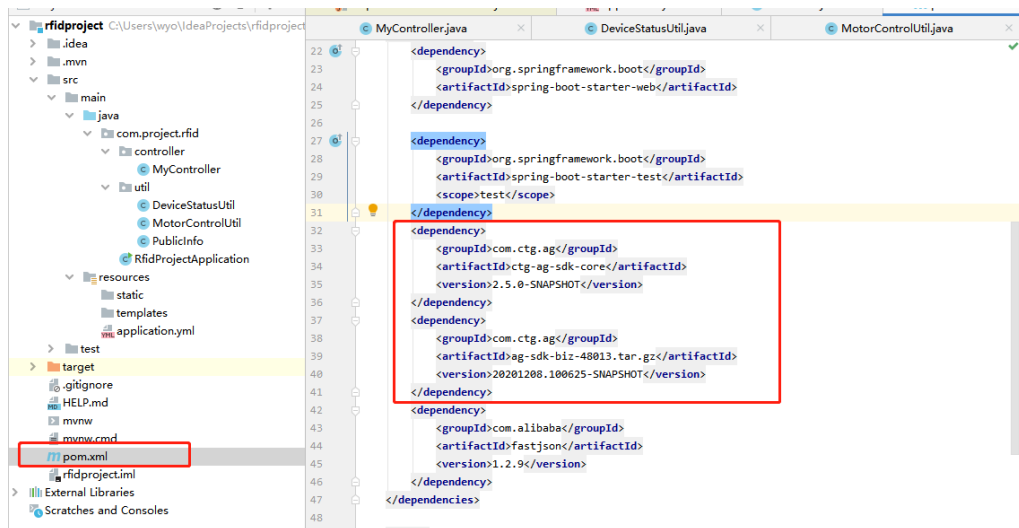 rfidproject C:\Users\wyo\IdeaProjects\rfidproject
.idea
.mvn
src
main
java
com.project.rfid
controller
MyController
util
DeviceStatusUtil
MotorControlUtil
PublicInfo
RfidProjectApplication
resources
static
templates
application.yml
test
target
.gitignore
HELP.md
mvnw
mvnw.cmd
pom.xml
rfidproject.iml
External Libraries
Scratches and Consoles
MyController.java DeviceStatusUtil.java MotorControlUtil.java
22 <dependency>
23 <groupId>org.springframework.boot</groupId>
24 <artifactId>spring-boot-starter-web</artifactId>
25 </dependency>
26
27 <dependency>
28 <groupId>org.springframework.boot</groupId>
29 <artifactId>spring-boot-starter-test</artifactId>
30 <scope>test</scope>
31 </dependency>
32 <dependency>
33 <groupId>com.ctg.ag</groupId>
34 <artifactId>ctg-ag-sdk-core</artifactId>
35 <version>2.5.0-SNAPSHOT</version>
36 </dependency>
37 <dependency>
38 <groupId>com.ctg.ag</groupId>
39 <artifactId>ag-sdk-biz-48013.tar.gz</artifactId>
40 <version>20201208.100625-SNAPSHOT</version>
41 </dependency>
42 <dependency>
43 <groupId>com.alibaba</groupId>
44 <artifactId>fastjson</artifactId>
45 <version>1.2.9</version>
46 </dependency>
47 </dependencies>
48